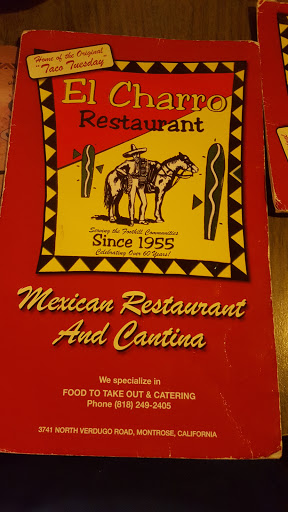 Home of the Original
"Taco Tuesday"
El Charro
Restaurant
Serving the Foothill Communities
Since 1955
Celebrating Over 60 Years!
Mexican Restaurant
And Cantina
We specialize in
FOOD TO TAKE OUT & CATERING
Phone (818) 249-2405
3741 NORTH VERDUGO ROAD, MONTROSE, CALIFORNIA